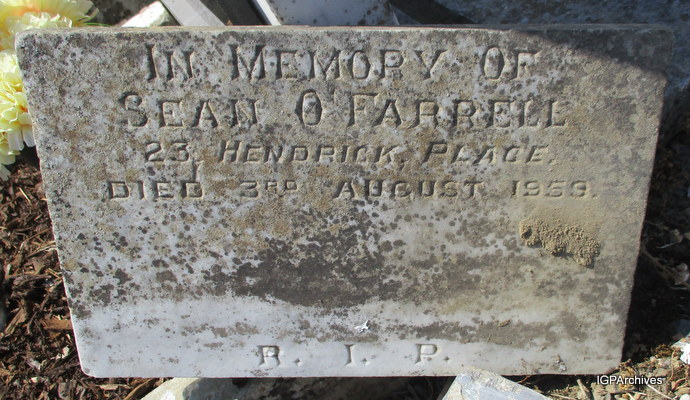 IN MEMORY OF
SEAN O'FARRELL
23, HENDRICK, PLACE.
DIED 3RD AUGUST 1959.
R. I. P.
IGPArchives